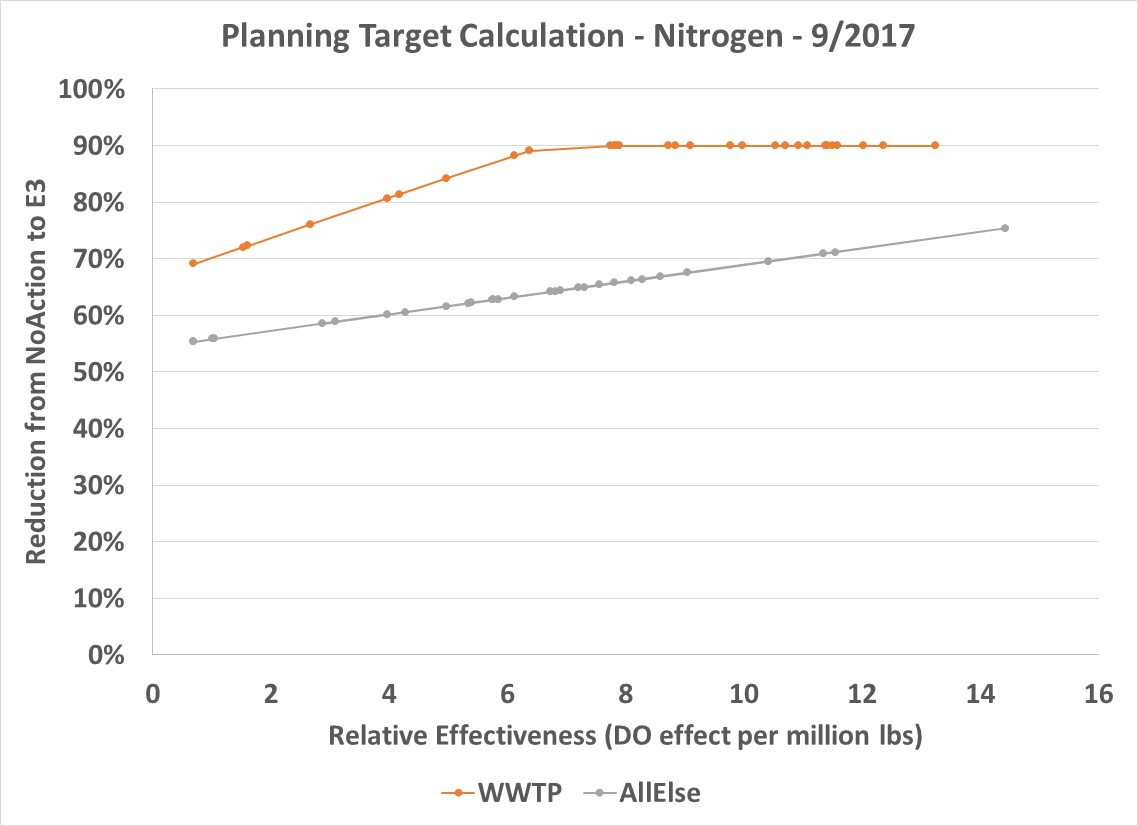 Planning Target Calculation - Nitrogen - 9/2017
Reduction from NoAction to E3
100%
90%
80%
70%
60%
50%
40%
30%
20%
10%
0%
0 2 4 6 8 10 12 14 16
Relative Effectiveness (DO effect per million lbs)
WWTP AllElse